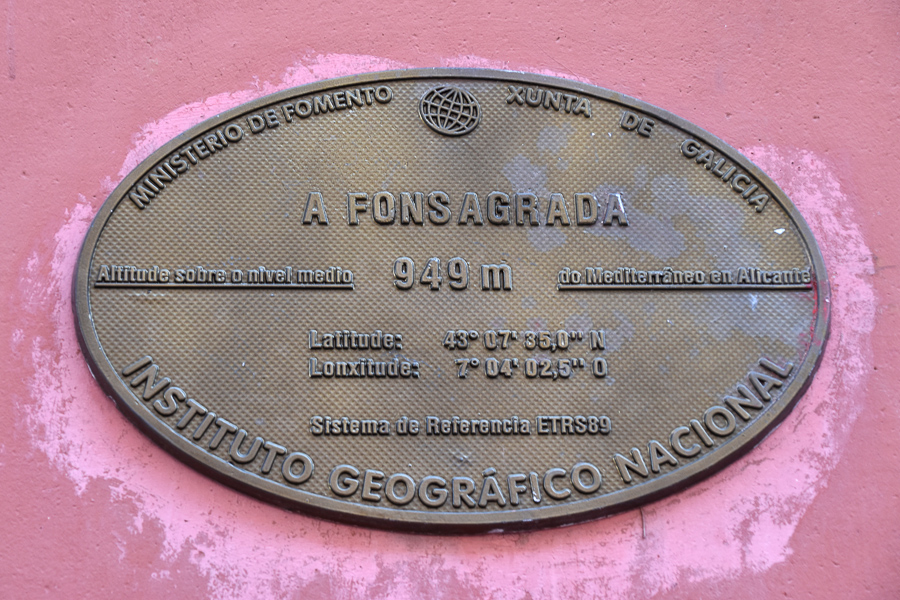 MINISTERIO DE FOMENTO
XUNTA DE GALICIA
A FONSAGRADA
Altitude sobre o nivel medio 949 m do Mediterráneo en Alicante
Latitude: 43° 07' 35,0" N
Lonxitude: 7° 04' 02,5" O
Sistema de Referencia ETRS89
INSTITUTO GEOGRÁFICO NACIONAL